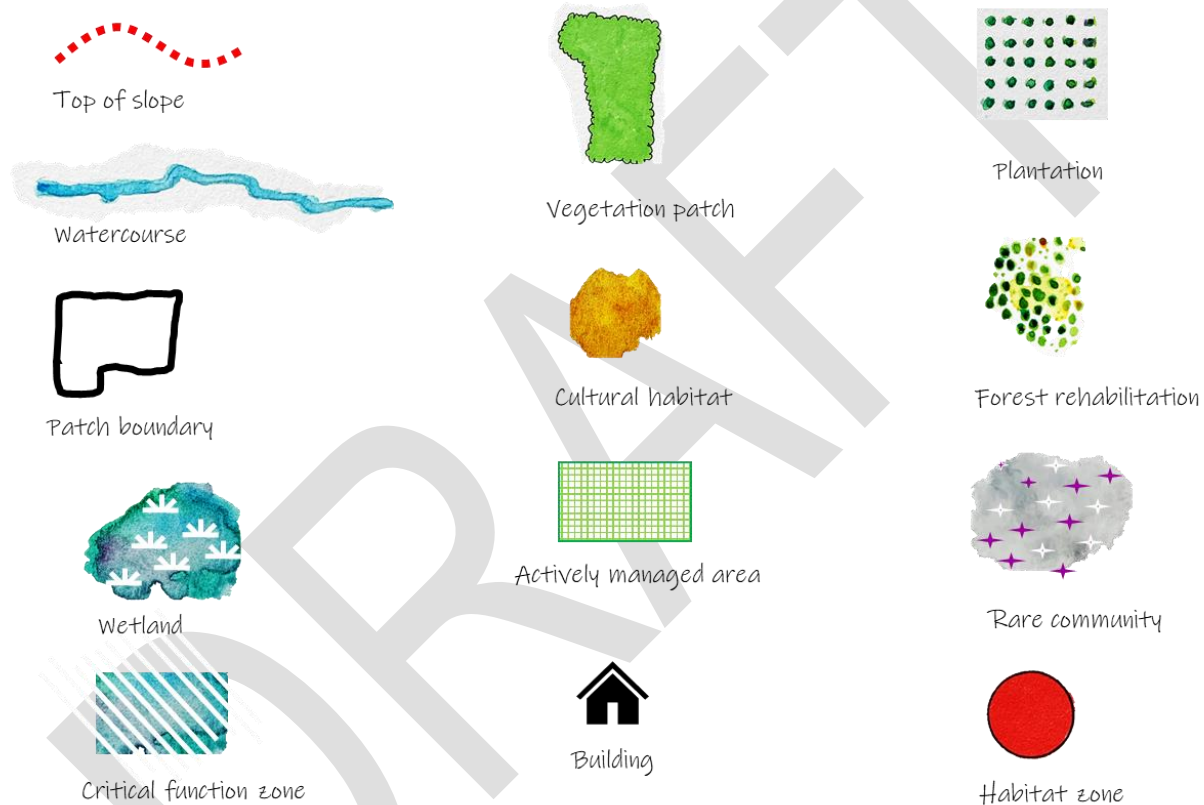 Top of slope
Watercourse
Patch boundary
Wetland
Critical function zone
Vegetation patch
Cultural habitat
Actively managed area
Building
Plantation
Forest rehabilitation
Rare community
Habitat zone
DRAFT